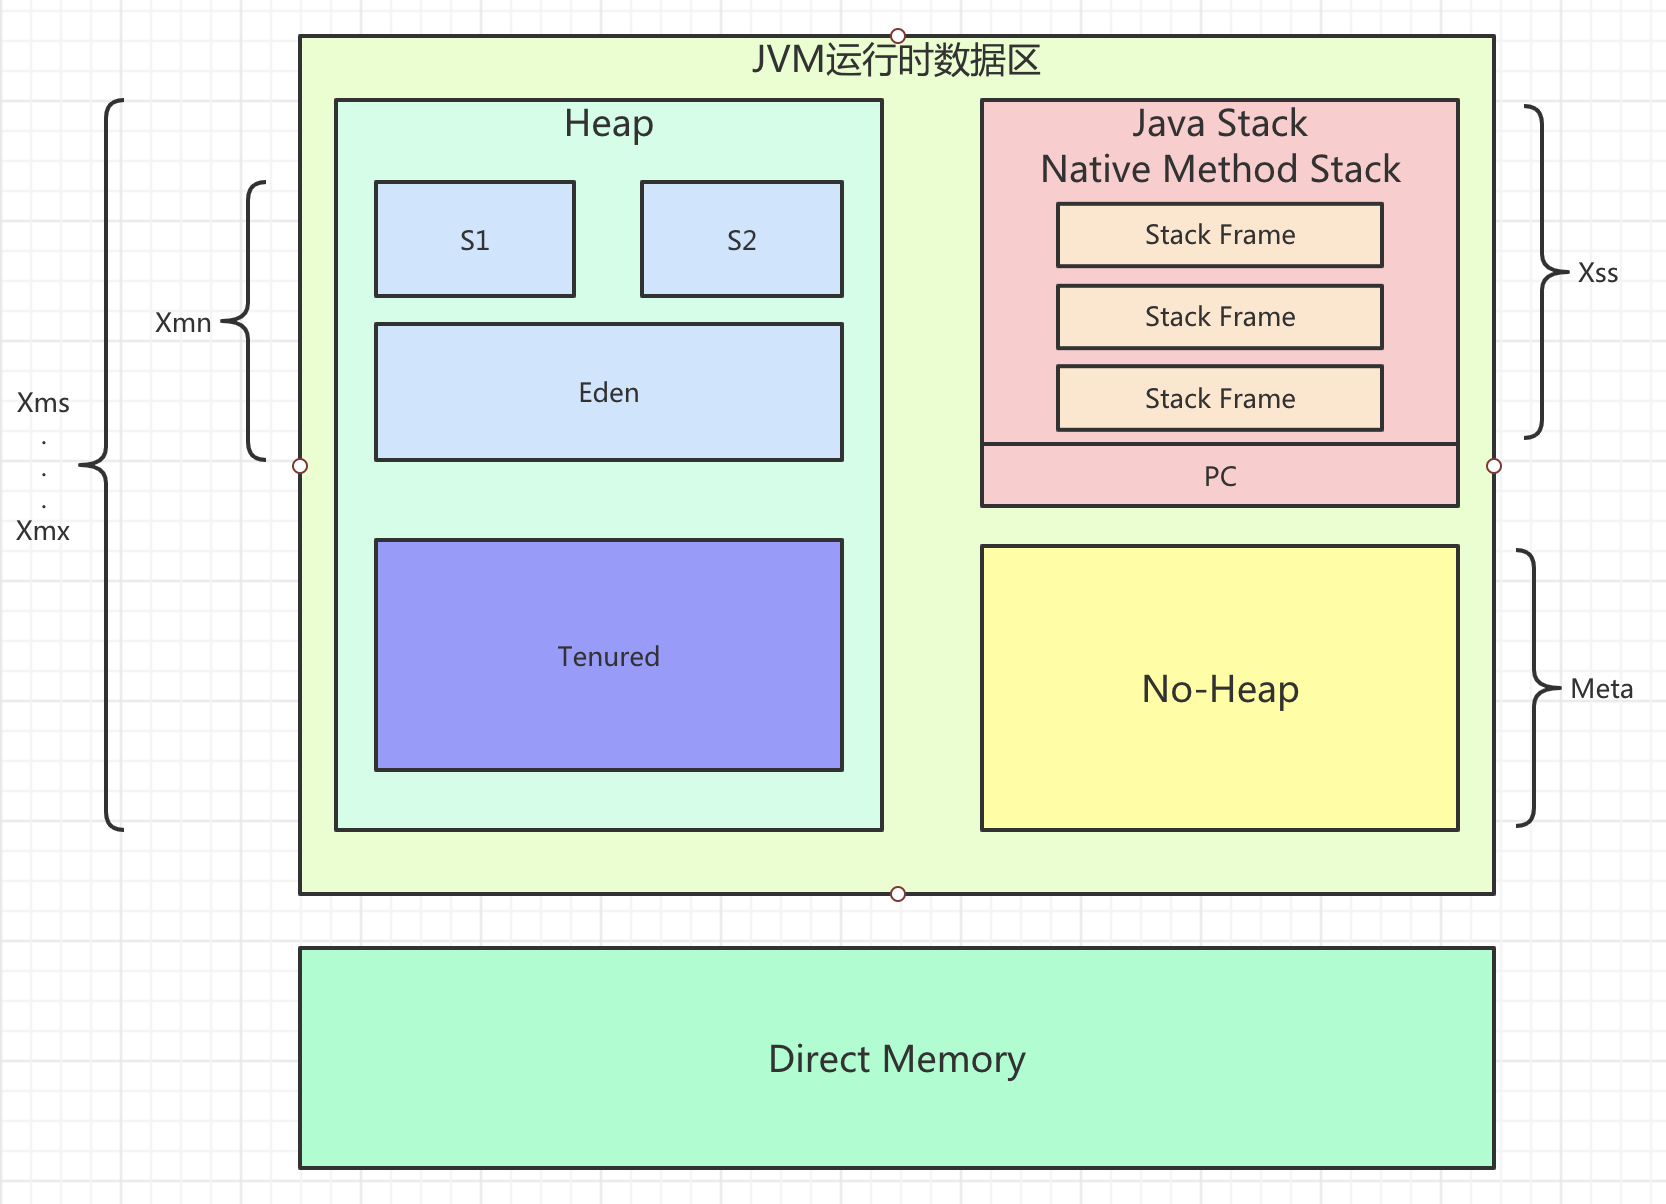 JVM运行时数据区
Heap
S1
S2
Eden
Tenured
Java Stack
Native Method Stack
Stack Frame
Stack Frame
Stack Frame
PC
No-Heap
Xmn
Xms
.
.
.
Xmx
Xss
Meta
Direct Memory